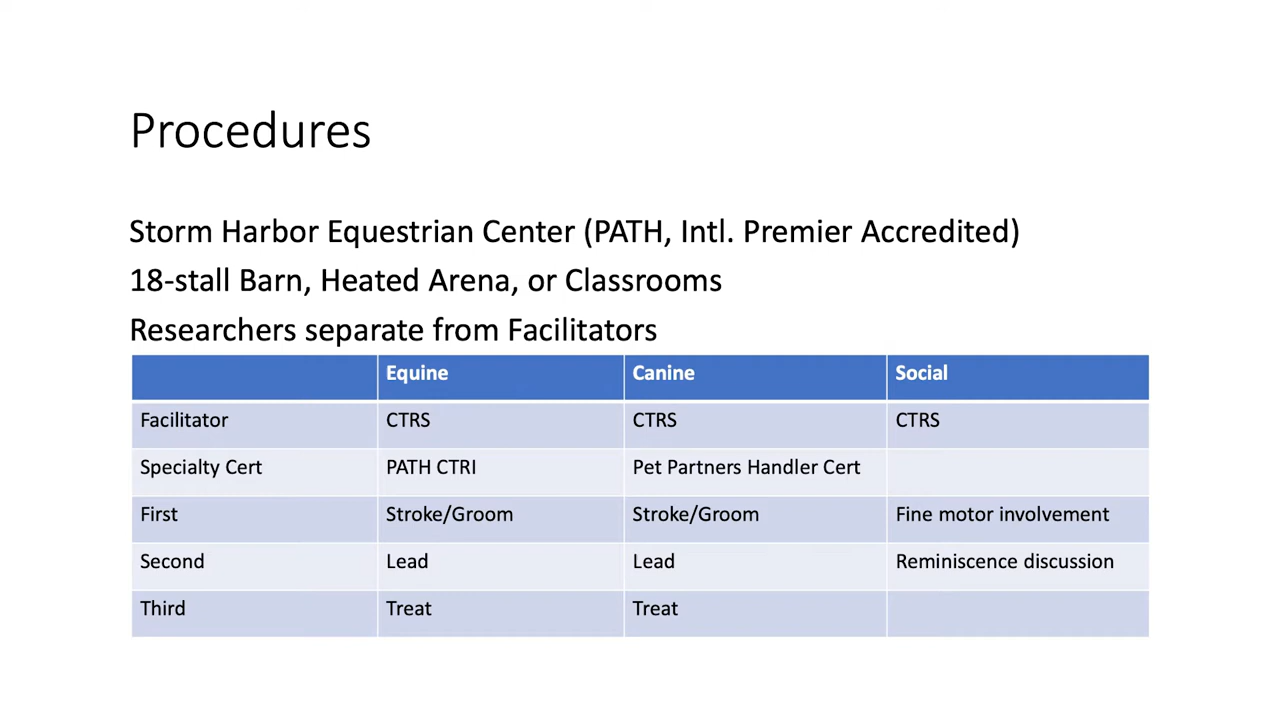 Procedures
Storm Harbor Equestrian Center (PATH, Intl. Premier Accredited)
18-stall Barn, Heated Arena, or Classrooms
Researchers separate from Facilitators
Equine Canine Social
Facilitator CTRS CTRS CTRS
Specialty Cert PATH CTRI Pet Partners Handler Cert
First Stroke/Groom Stroke/Groom Fine motor involvement
Second Lead Lead Reminiscence discussion
Third Treat Treat